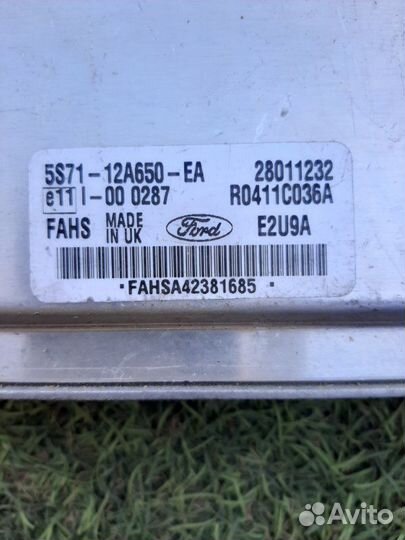 5S71-12A650-EA 28011232
e11 I-00 0287 R0411C036A
FAHS MADE IN UK Ford E2U9A
·FAHSA42381685·
Avito